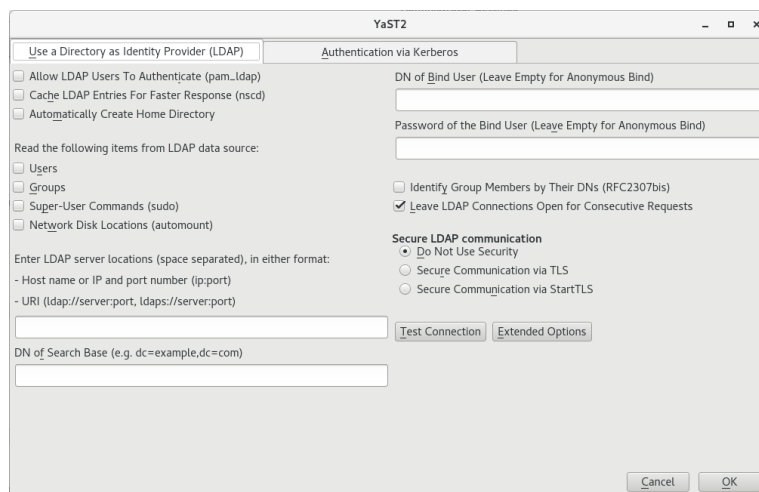 YaST2
Use a Directory as Identity Provider (LDAP)
Authentication via Kerberos
Allow LDAP Users To Authenticate (pam_ldap)
Cache LDAP Entries For Faster Response (nscd)
Automatically Create Home Directory
Read the following items from LDAP data source:
Users
Groups
Super-User Commands (sudo)
Network Disk Locations (automount)
Enter LDAP server locations (space separated), in either format:
- Host name or IP and port number (ip:port)
- URI (ldap://server:port, ldaps://server:port)
DN of Search Base (e.g. dc=example,dc=com)
DN of Bind User (Leave Empty for Anonymous Bind)
Password of the Bind User (Leave Empty for Anonymous Bind)
Identify Group Members by Their DNs (RFC2307bis)
Leave LDAP Connections Open for Consecutive Requests
Secure LDAP communication
Do Not Use Security
Secure Communication via TLS
Secure Communication via StartTLS
Test Connection
Extended Options
Cancel
OK